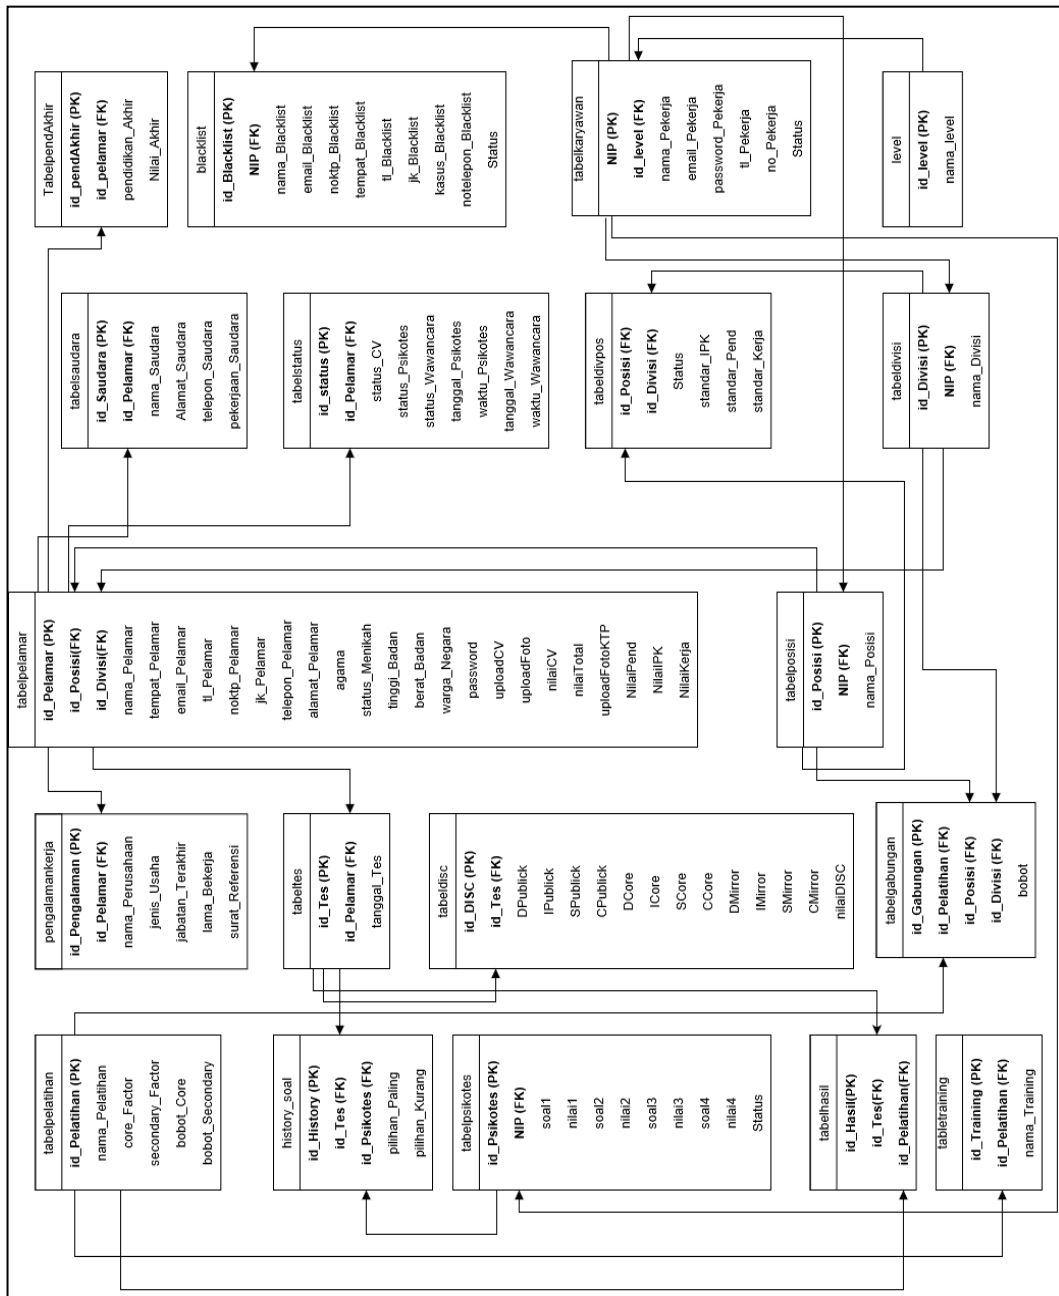 tabelpelatihan
id_Pelatihan (PK)
nama_Pelatihan
core_Factor
secondary_Factor
bobot_Core
bobot_Secondary
pengalamankerja
id_Pengalaman (PK)
id_Pelamar (FK)
nama_Perusahaan
jenis_Usaha
jabatan_Terakhir
lama_Bekerja
surat_Referensi
tabelpelamar
id_Pelamar (PK)
id_Posisi(FK)
id_Divisi(FK)
nama_Pelamar
tempat_Pelamar
email_Pelamar
tl_Pelamar
noktp_Pelamar
jk_Pelamar
telepon_Pelamar
alamat_Pelamar
agama
status_Menikah
tinggi_Badan
berat_Badan
warga_Negara
password
uploadCV
uploadFoto
nilaiCV
nilaiTotal
uploadFotoKTP
NilaiPend
NilaiIPK
NilaiKerja
tabelsaudara
id_Saudara (PK)
id_Pelamar (FK)
nama_Saudara
Alamat_Saudara
telepon_Saudara
pekerjaan_Saudara
TabelpendAkhir
id_pendAkhir (PK)
id_pelamar (FK)
pendidikan_Akhir
Nilai_Akhir
history_soal
id_History (PK)
id_Tes (FK)
id_Psikotes (FK)
pilihan_Paling
pilihan_Kurang
tabeltes
id_Tes (PK)
id_Pelamar (FK)
tanggal_Tes
tabelstatus
id_status (PK)
id_Pelamar (FK)
status_CV
status_Psikotes
status_Wawancara
tanggal_Psikotes
waktu_Psikotes
tanggal_Wawancara
waktu_Wawancara
blacklist
id_Blacklist (PK)
NIP (FK)
nama_Blacklist
email_Blacklist
noktp_Blacklist
tempat_Blacklist
tl_Blacklist
jk_Blacklist
kasus_Blacklist
notelepon_Blacklist
Status
tabelpsikotes
id_Psikotes (PK)
NIP (FK)
soal1
nilai1
soal2
nilai2
soal3
nilai3
soal4
nilai4
Status
tabeldisc
id_DISC (PK)
id_Tes (FK)
DPublick
IPublick
SPublick
CPublick
DCore
ICore
SCore
CCore
DMirror
IMirror
SMirror
CMirror
nilaiDISC
tabeldivpos
id_Posisi (FK)
id_Divisi (FK)
Status
standar_IPK
standar_Pend
standar_Kerja
tabelkaryawan
NIP (PK)
id_level (FK)
nama_Pekerja
email_Pekerja
password_Pekerja
tl_Pekerja
no_Pekerja
Status
tabelhasil
id_Hasil(PK)
id_Tes(FK)
id_Pelatihan(FK)
tabelposisi
id_Posisi (PK)
NIP (FK)
nama_Posisi
tabletraining
id_Training (PK)
id_Pelatihan (FK)
nama_Training
tabelgabungan
id_Gabungan (PK)
id_Pelatihan (FK)
id_Posisi (FK)
id_Divisi (FK)
bobot
tabeldivisi
id_Divisi (PK)
NIP (FK)
nama_Divisi
level
id_level (PK)
nama_level